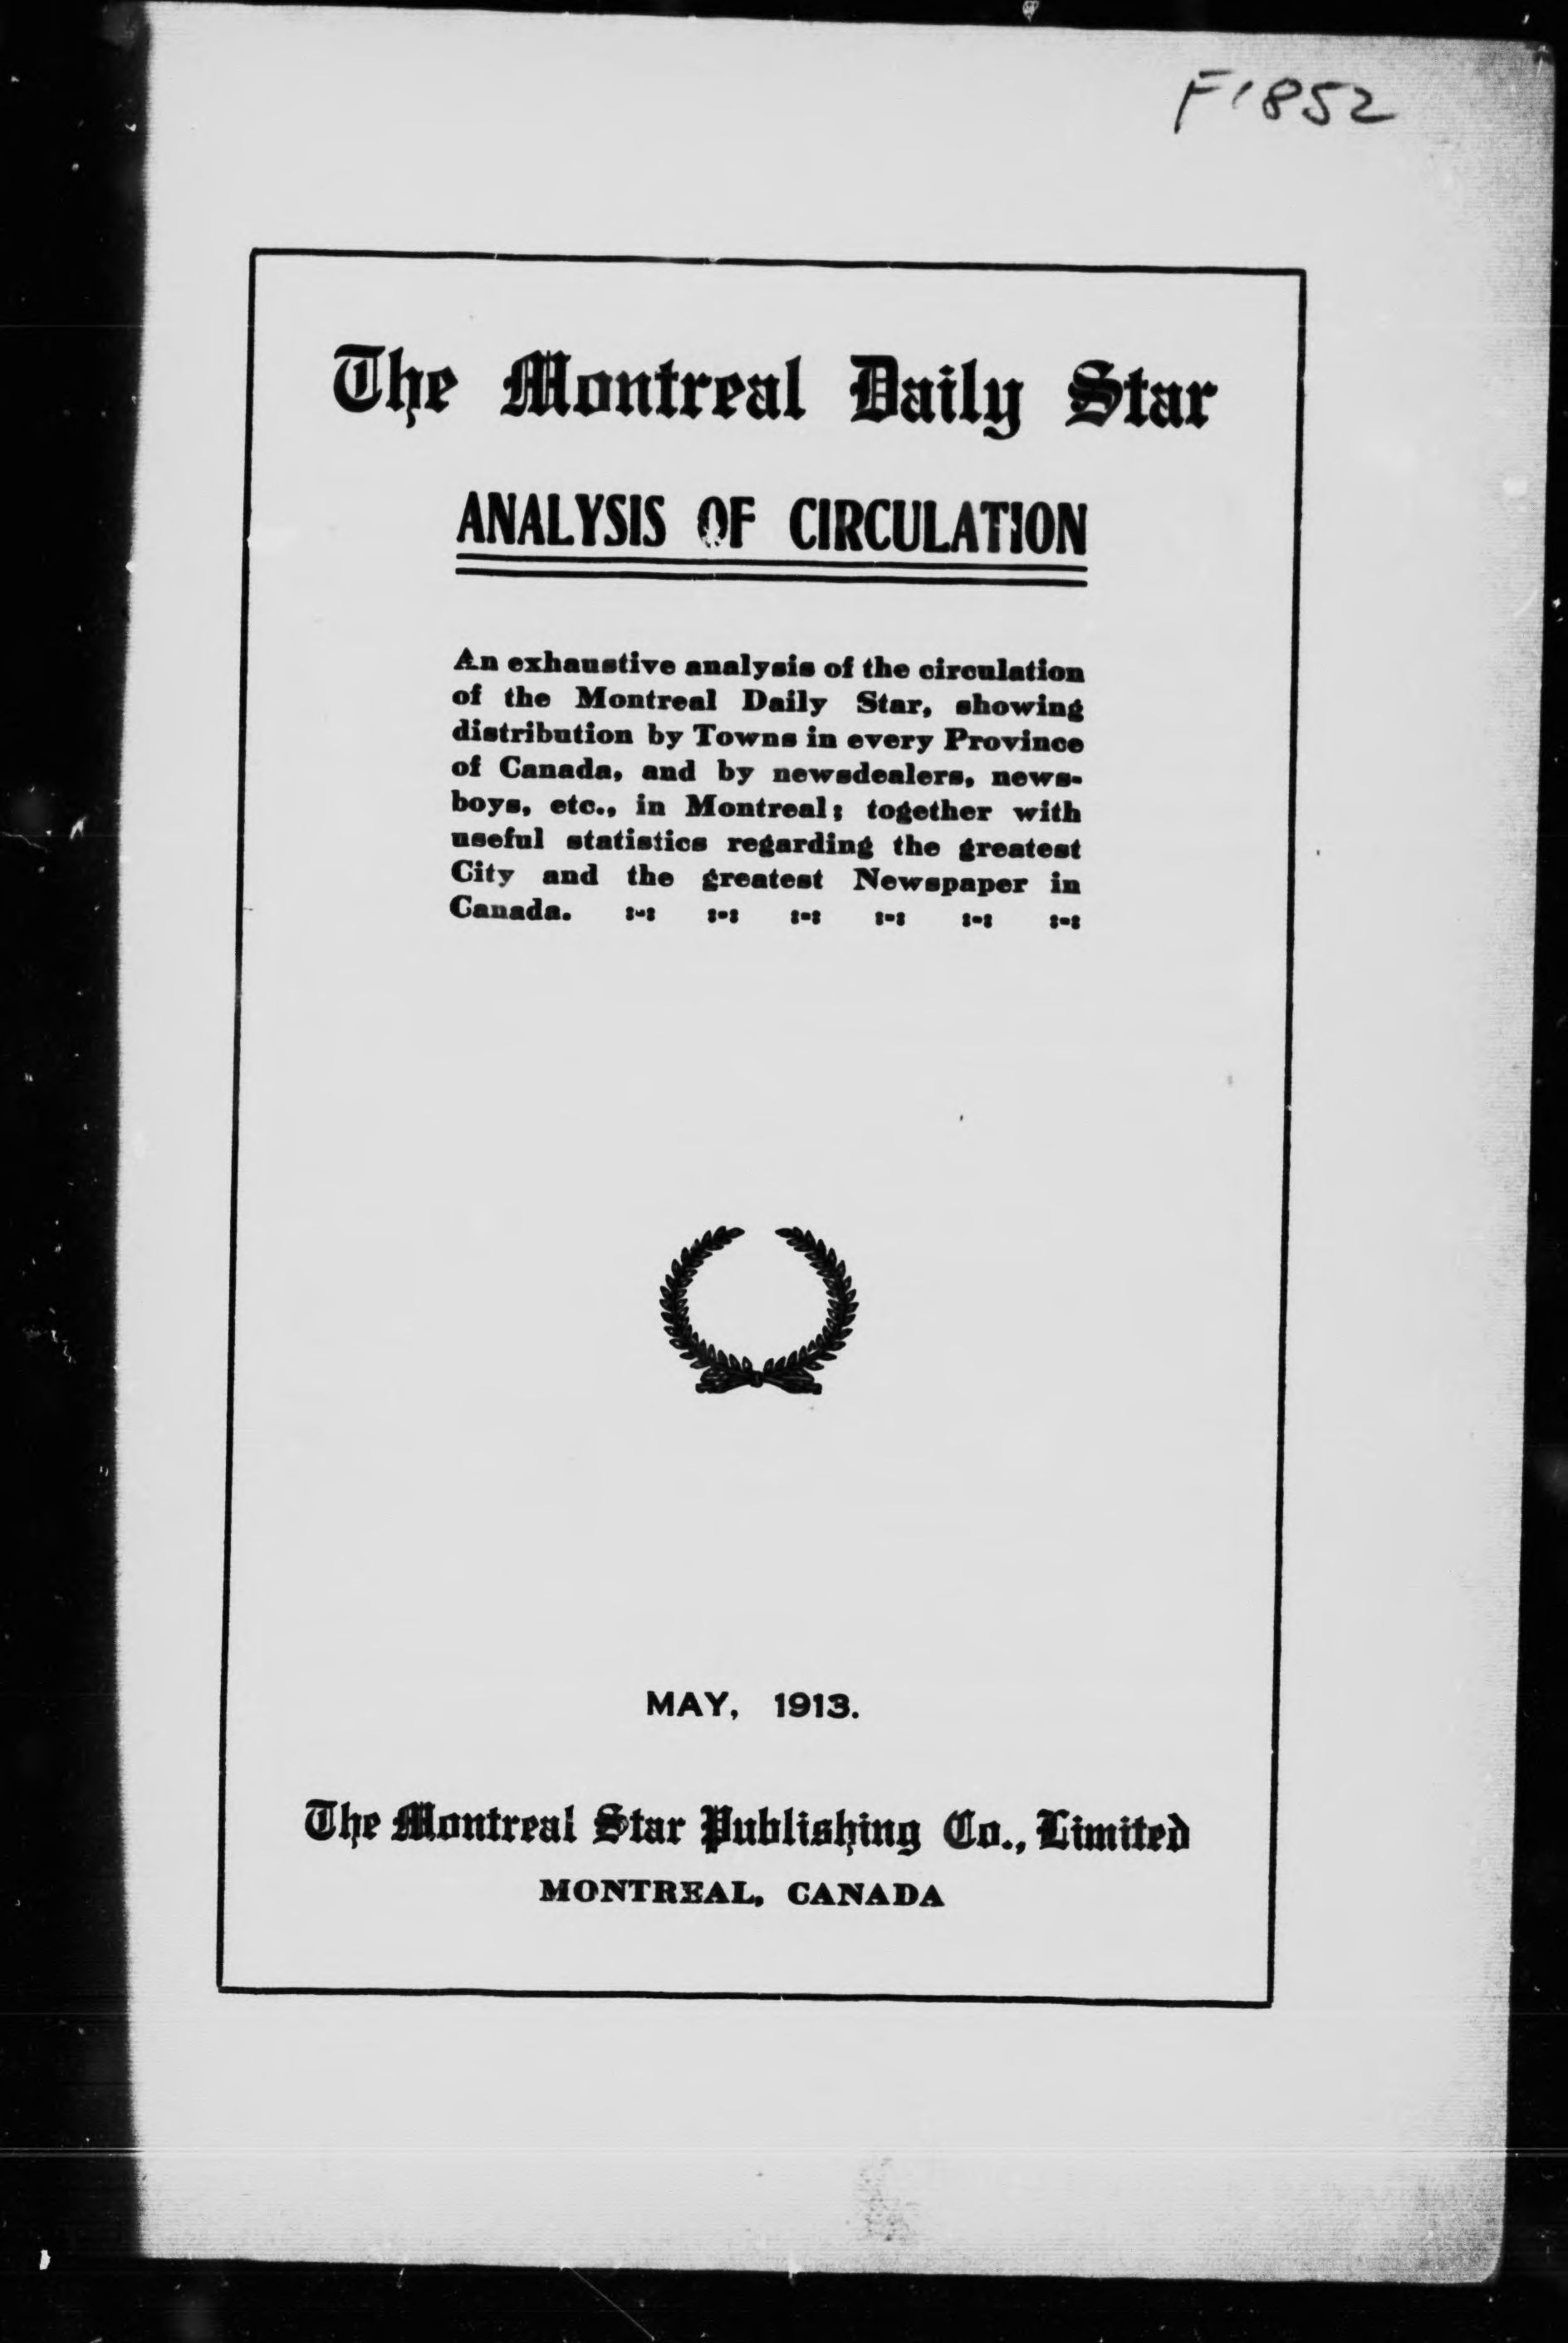 F1852
The Montreal Daily Star
ANALYSIS OF CIRCULATION
An exhaustive analysis of the circulation
of the Montreal Daily Star, showing
distribution by Towns in every Province
of Canada, and by newsdealers, news-
boys, etc., in Montreal; together with
useful statistics regarding the greatest
City and the greatest Newspaper in
Canada. :-: :-: :-: :-: :-: :-:
MAY, 1913.
The Montreal Star Publishing Co., Limited
MONTREAL, CANADA